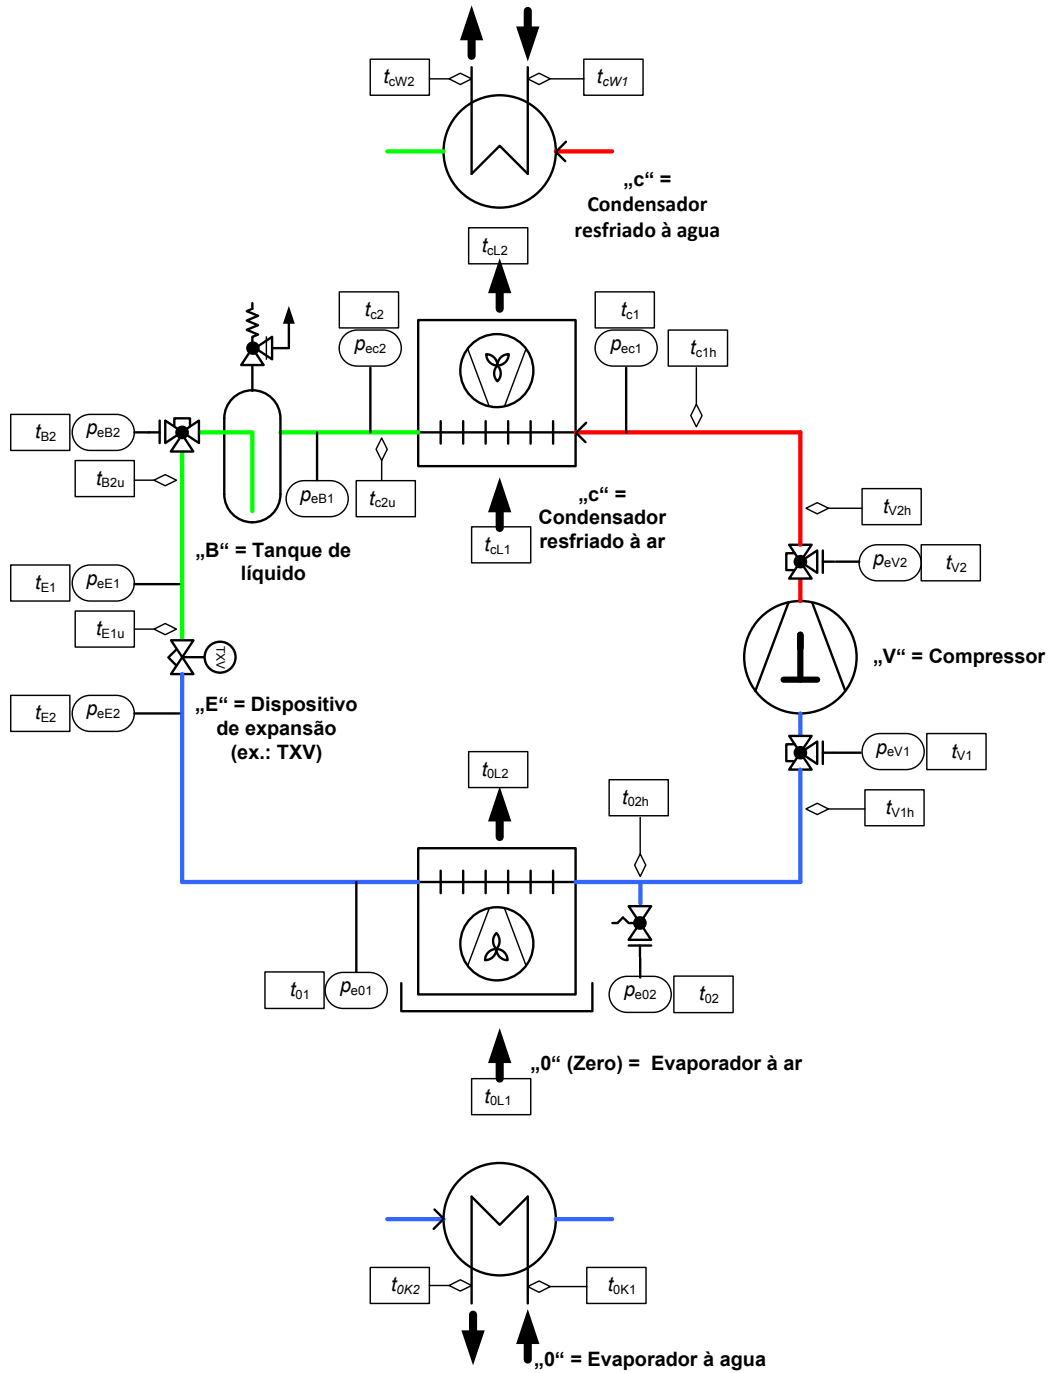 tcW2
tcW1
„c“ =
Condensador
resfriado à agua
tcL2
tc2
pec2
tc1
pec1
tc1h
tB2
peB2
tB2u
peB1
tc2u
„c“ =
Condensador
resfriado à ar
tcL1
tV2h
„B“ = Tanque de
líquido
peV2
tV2
tE1
peE1
tE1u
TXV
„V“ = Compressor
tE2
peE2
„E“ = Dispositivo
de expansão
(ex.: TXV)
peV1
tV1
t0L2
t02h
tV1h
t01
pe01
pe02
t02
„0“ (Zero) = Evaporador à ar
t0L1
t0K2
t0K1
„0“ = Evaporador à agua